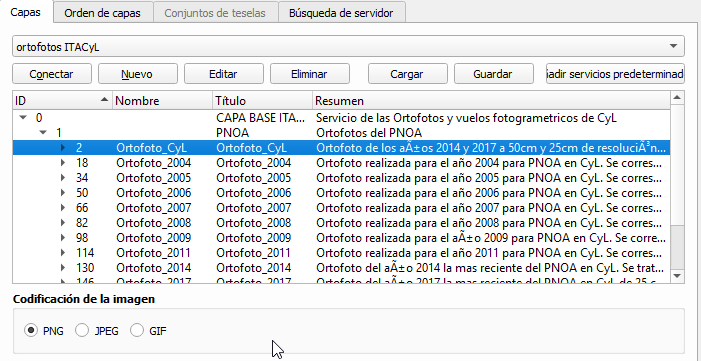 Capas Orden de capas Conjuntos de teselas Búsqueda de servidor
ortofotos ITACyL
Conectar Nuevo Editar Eliminar Cargar Guardar adir servicios predeterminad
ID Nombre Título Resumen
0 CAPA BASE ITA... Servicio de las Ortofotos y vuelos fotogrametricos de CyL
1 PNOA Ortofotos del PNOA
2 Ortofoto_CyL Ortofoto_CyL Ortofoto de los aÃ±os 2014 y 2017 a 50cm y 25cm de resoluciÃ³n...
18 Ortofoto_2004 Ortofoto_2004 Ortofoto realizada para el año 2004 para PNOA en CyL. Se corres...
34 Ortofoto_2005 Ortofoto_2005 Ortofoto realizada para el año 2005 para PNOA en CyL. Se corres...
50 Ortofoto_2006 Ortofoto_2006 Ortofoto realizada para el año 2006 para PNOA en CyL. Se corres...
66 Ortofoto_2007 Ortofoto_2007 Ortofoto realizada para el año 2007 para PNOA en CyL. Se corres...
82 Ortofoto_2008 Ortofoto_2008 Ortofoto realizada para el año 2008 para PNOA en CyL. Se corres...
98 Ortofoto_2009 Ortofoto_2009 Ortofoto realizada para el aÃ±o 2009 para PNOA en CyL. Se corre...
114 Ortofoto_2011 Ortofoto_2011 Ortofoto realizada para el año 2011 para PNOA en CyL. Se corres...
130 Ortofoto_2014 Ortofoto_2014 Ortofoto del aÃ±o 2014 la mas reciente del PNOA en CyL. Se trat...
146 Ortofoto_2017 Ortofoto_2017 Ortofoto del aÃ±o 2017 la mas reciente del PNOA en CyL de 25 c...
Codificación de la imagen
PNG JPEG GIF